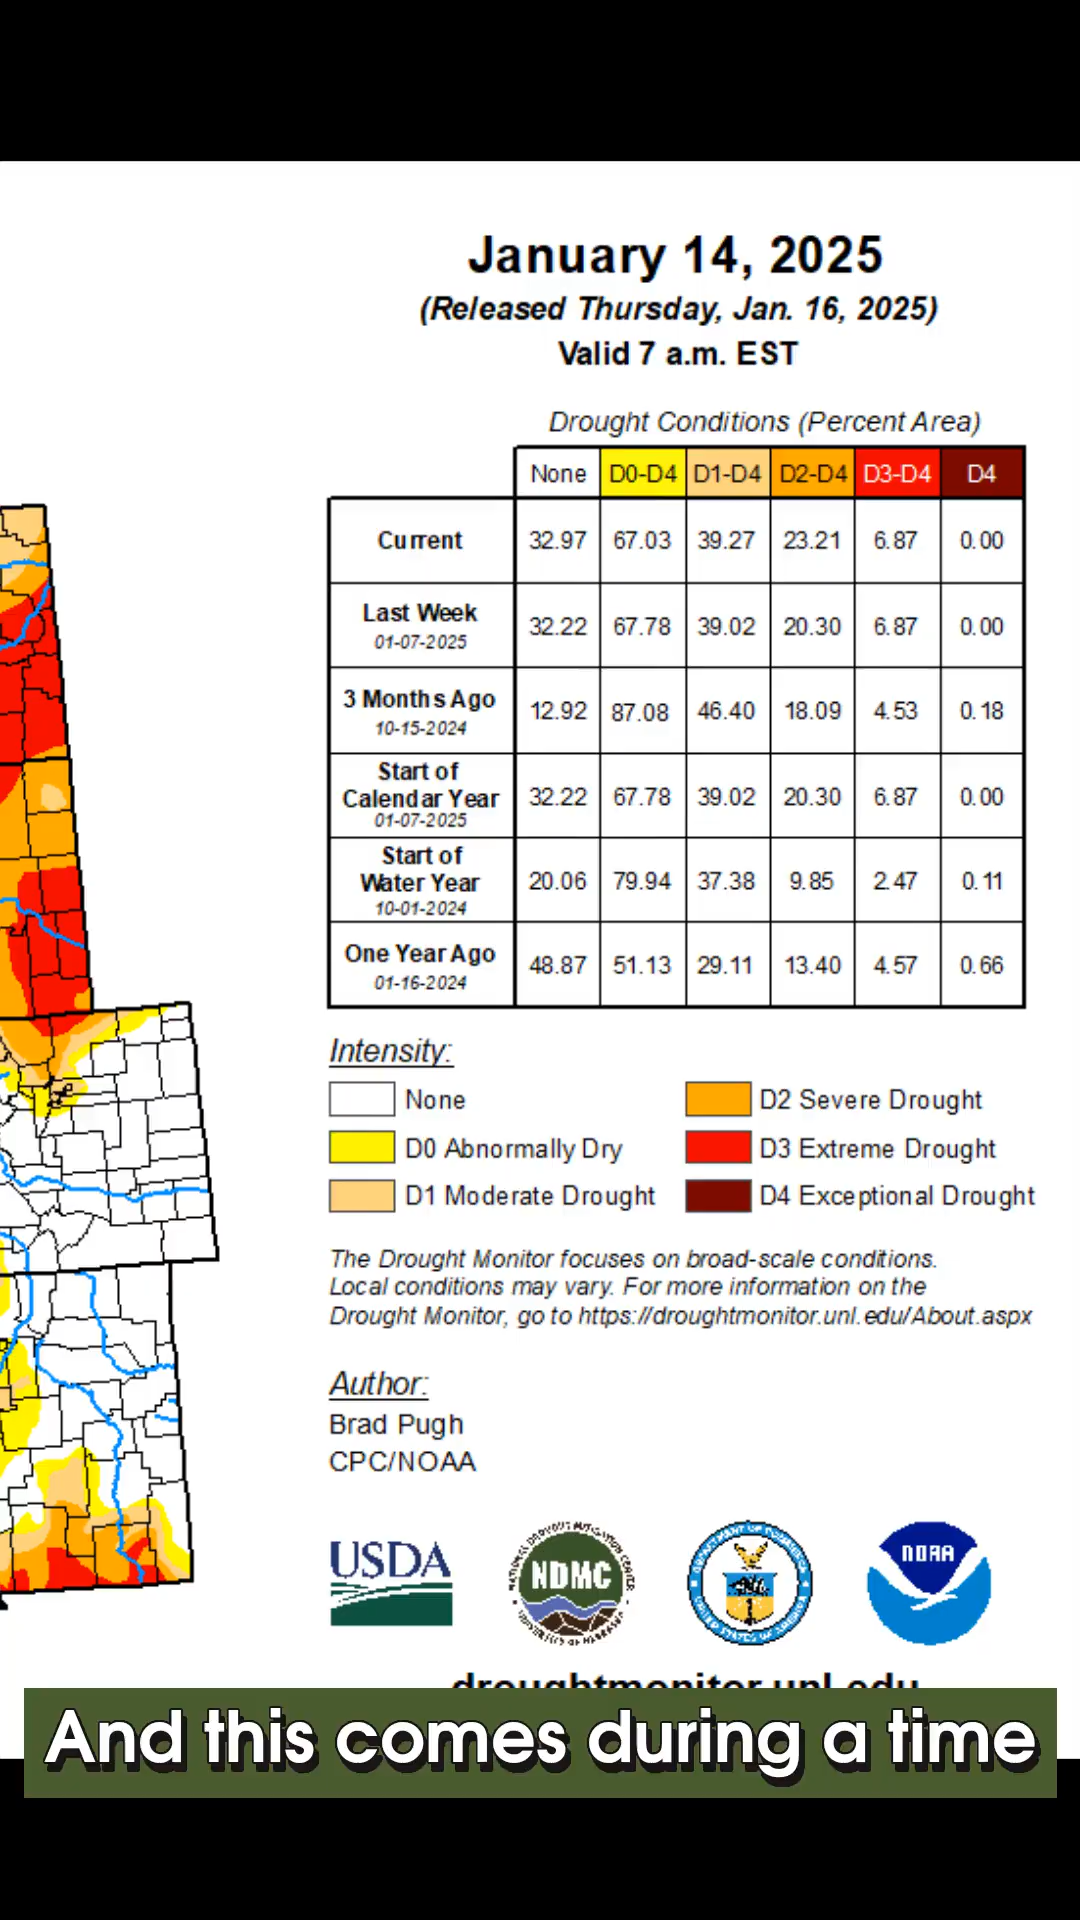 January 14, 2025
(Released Thursday, Jan. 16, 2025)
Valid 7 a.m. EST
Drought Conditions (Percent Area)
None D0-D4 D1-D4 D2-D4 D3-D4 D4
Current 32.97 67.03 39.27 23.21 6.87 0.00
Last Week
01-07-2025
32.22 67.78 39.02 20.30 6.87 0.00
3 Months Ago
10-15-2024
12.92 87.08 46.40 18.09 4.53 0.18
Start of
Calendar Year
01-07-2025
32.22 67.78 39.02 20.30 6.87 0.00
Start of
Water Year
10-01-2024
20.06 79.94 37.38 9.85 2.47 0.11
One Year Ago
01-16-2024
48.87 51.13 29.11 13.40 4.57 0.66
Intensity:
None
D0 Abnormally Dry
D1 Moderate Drought
D2 Severe Drought
D3 Extreme Drought
D4 Exceptional Drought
The Drought Monitor focuses on broad-scale conditions.
Local conditions may vary. For more information on the
Drought Monitor, go to https://droughtmonitor.unl.edu/About.aspx
Author:
Brad Pugh
CPC/NOAA
USDA
NDMC
NOAA
droughtmonitor.unl.edu
And this comes during a time